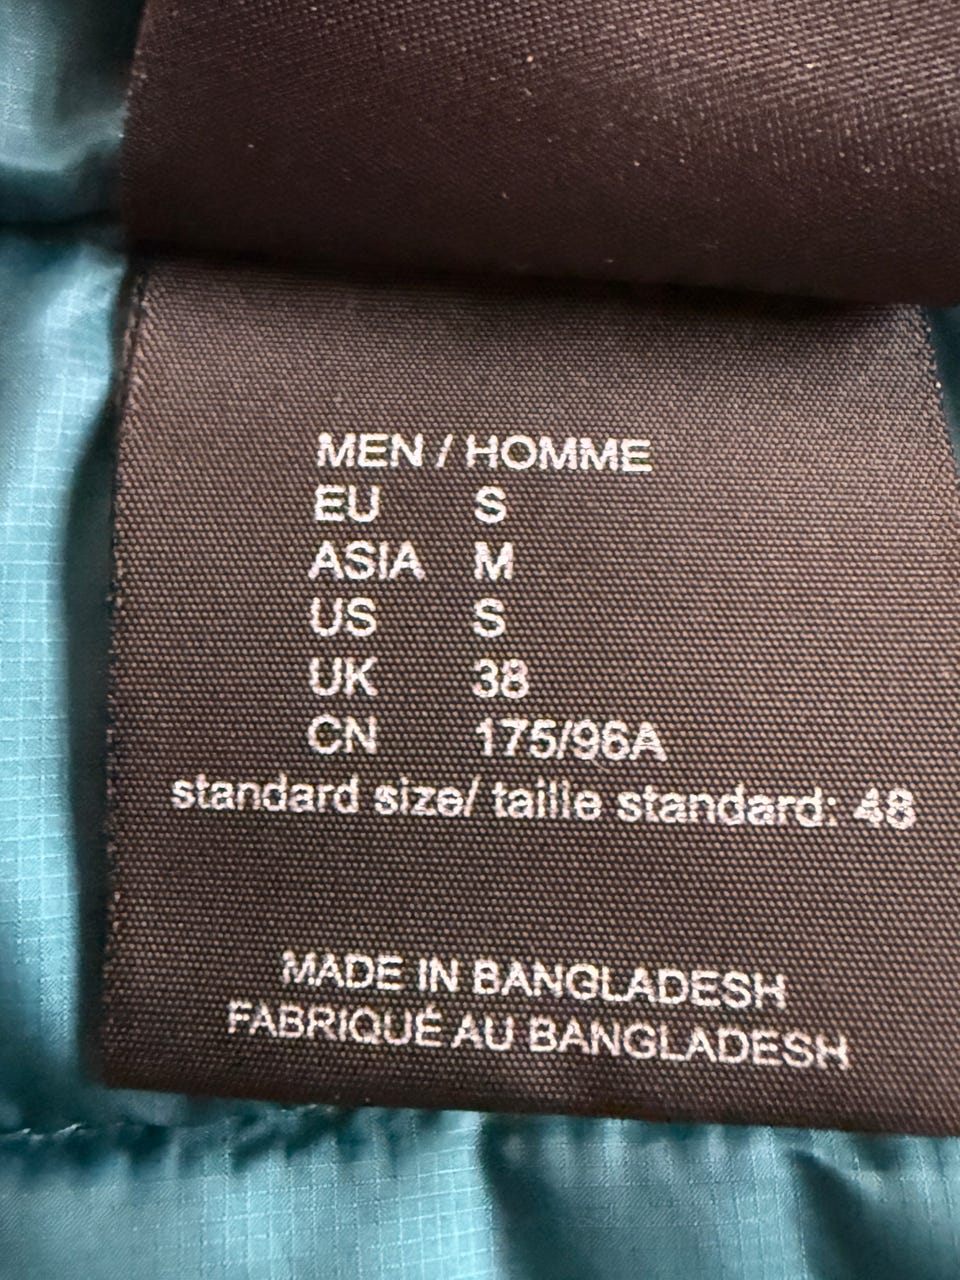 MEN / HOMME
EU S
ASIA M
US S
UK 38
CN 175/96A
standard size/ taille standard: 48
MADE IN BANGLADESH
FABRIQUÉ AU BANGLADESH